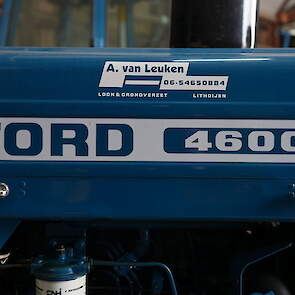 A. van Leuken
06-54650884
LOON & GRONDVERZET LITHOIJEN
FORD 4600